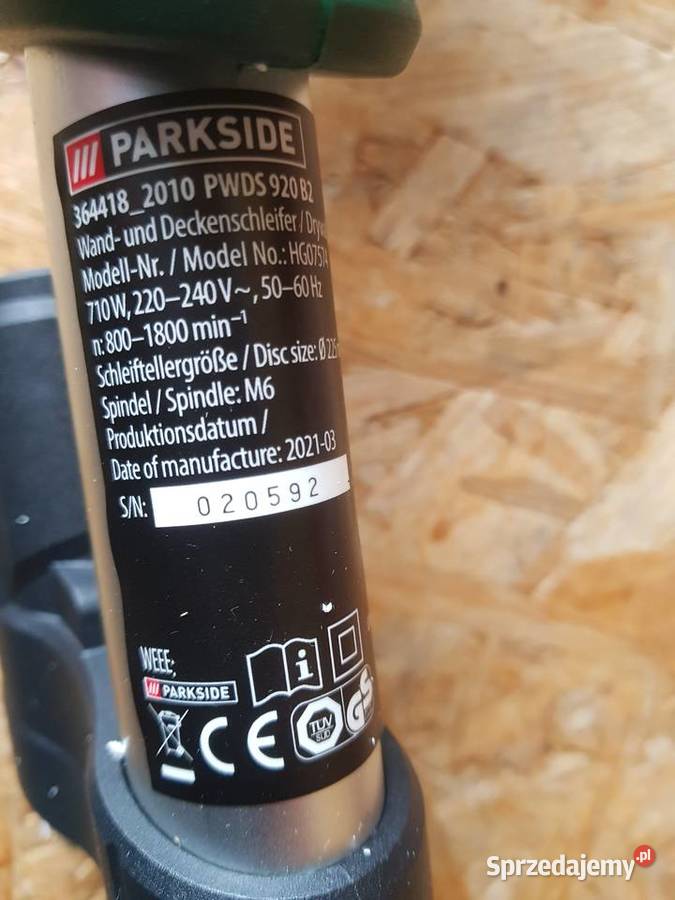 PARKSIDE
364418_2010 PWDS 920 B2
Wand- und Deckenschleifer /
Modell-Nr. / Model No.: HG07574
710 W, 220–240 V~, 50–60 Hz
n: 800–1800 min⁻¹
Schleiftellergröße / Disc size: Ø
Spindel / Spindle: M6
Produktionsdatum /
Date of manufacture: 2021-03
S/N: 020592
WEEE:
PARKSIDE
CE
TÜV
SÜD
GS
Sprzedajemy.pl